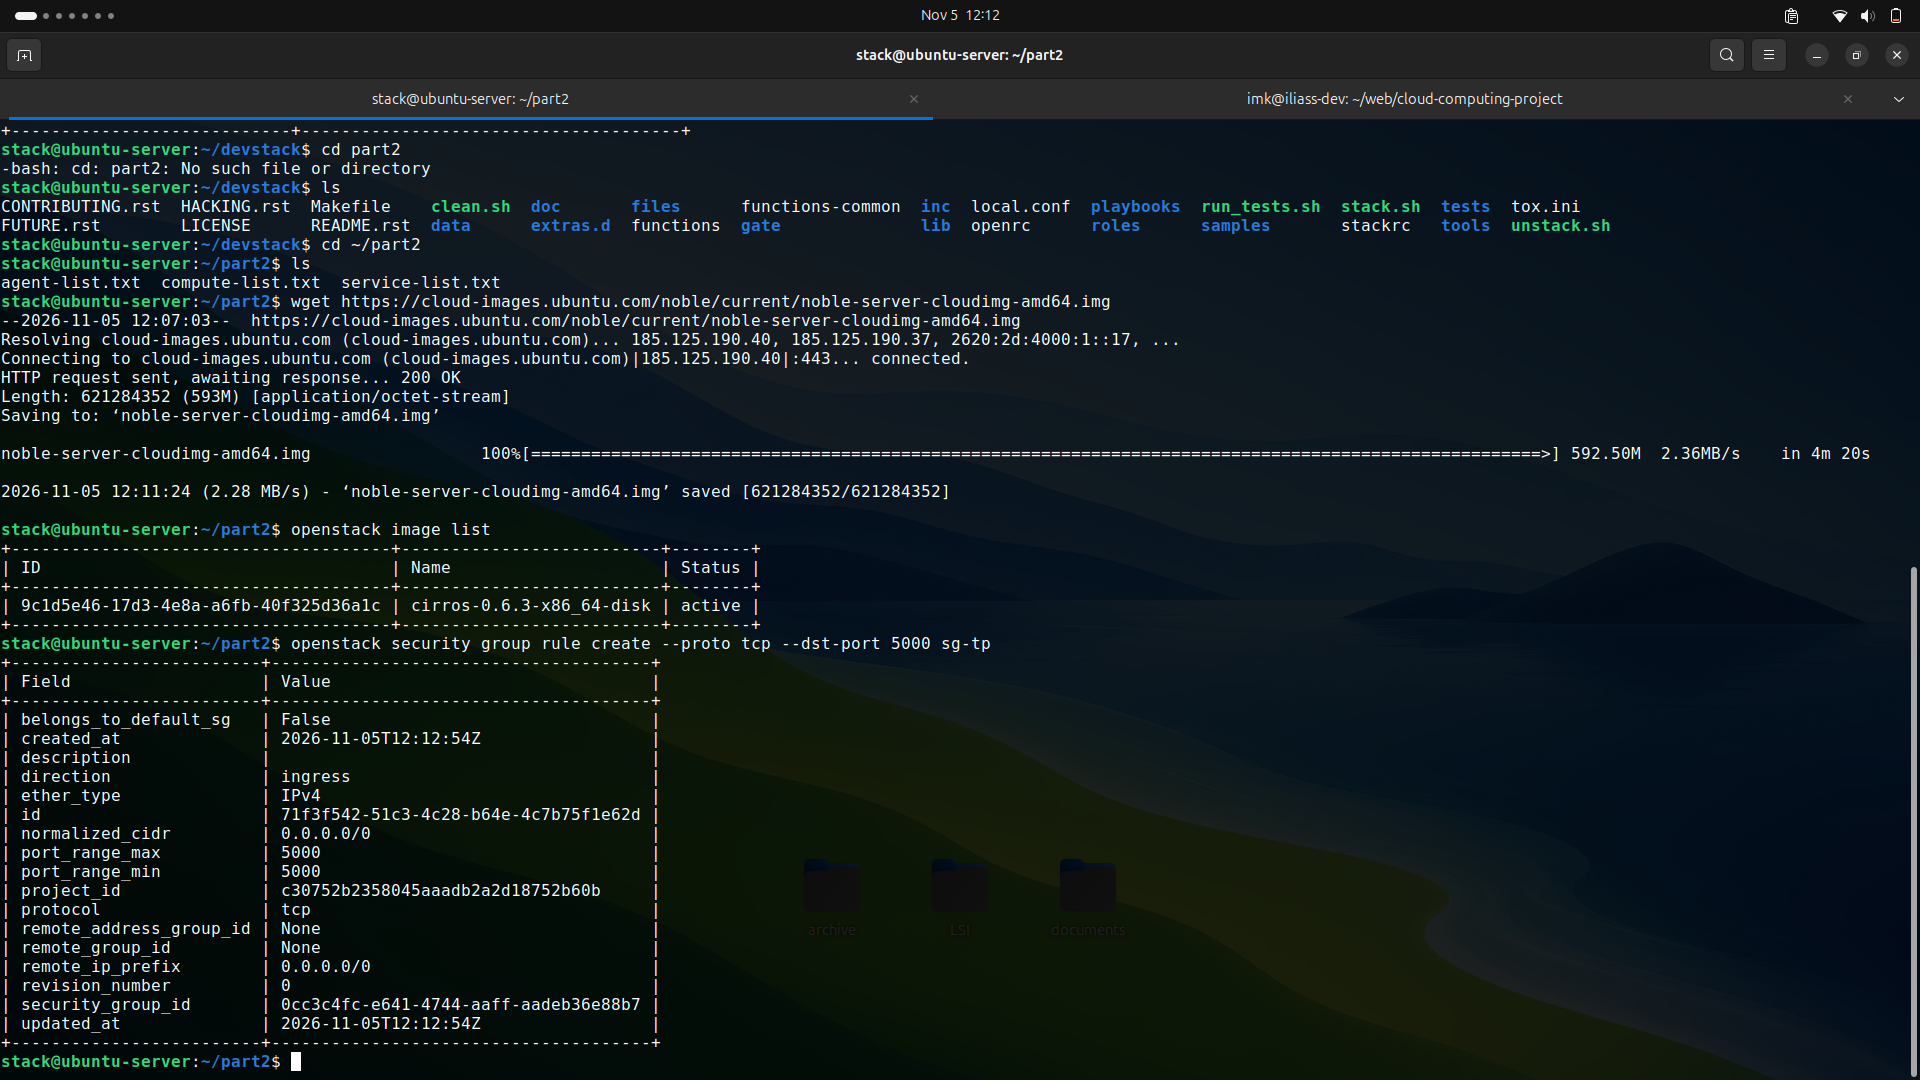 Nov 5 12:12
stack@ubuntu-server: ~/part2
stack@ubuntu-server: ~/part2
imk@iliass-dev: ~/web/cloud-computing-project
+----------------------------+--------------------------------------+
stack@ubuntu-server:~/devstack$ cd part2
-bash: cd: part2: No such file or directory
stack@ubuntu-server:~/devstack$ ls
CONTRIBUTING.rst  HACKING.rst  Makefile    clean.sh  doc       files      functions-common  inc  local.conf  playbooks  run_tests.sh  stack.sh  tests  tox.ini
FUTURE.rst        LICENSE      README.rst  data      extras.d  functions  gate              lib  openrc      roles      samples       stackrc   tools  unstack.sh
stack@ubuntu-server:~/devstack$ cd ~/part2
stack@ubuntu-server:~/part2$ ls
agent-list.txt  compute-list.txt  service-list.txt
stack@ubuntu-server:~/part2$ wget https://cloud-images.ubuntu.com/noble/current/noble-server-cloudimg-amd64.img
--2026-11-05 12:07:03--  https://cloud-images.ubuntu.com/noble/current/noble-server-cloudimg-amd64.img
Resolving cloud-images.ubuntu.com (cloud-images.ubuntu.com)... 185.125.190.40, 185.125.190.37, 2620:2d:4000:1::17, ...
Connecting to cloud-images.ubuntu.com (cloud-images.ubuntu.com)|185.125.190.40|:443... connected.
HTTP request sent, awaiting response... 200 OK
Length: 621284352 (593M) [application/octet-stream]
Saving to: ‘noble-server-cloudimg-amd64.img’
noble-server-cloudimg-amd64.img                 100%[=====================================================================================================>] 592.50M  2.36MB/s    in 4m 20s
2026-11-05 12:11:24 (2.28 MB/s) - ‘noble-server-cloudimg-amd64.img’ saved [621284352/621284352]
stack@ubuntu-server:~/part2$ openstack image list
+--------------------------------------+--------------------------+--------+
| ID                                   | Name                     | Status |
+--------------------------------------+--------------------------+--------+
| 9c1d5e46-17d3-4e8a-a6fb-40f325d36a1c | cirros-0.6.3-x86_64-disk | active |
+--------------------------------------+--------------------------+--------+
stack@ubuntu-server:~/part2$ openstack security group rule create --proto tcp --dst-port 5000 sg-tp
+-------------------------+--------------------------------------+
| Field                   | Value                                |
+-------------------------+--------------------------------------+
| belongs_to_default_sg   | False                                |
| created_at              | 2026-11-05T12:12:54Z                 |
| description             |                                      |
| direction               | ingress                              |
| ether_type              | IPv4                                 |
| id                      | 71f3f542-51c3-4c28-b64e-4c7b75f1e62d |
| normalized_cidr         | 0.0.0.0/0                            |
| port_range_max          | 5000                                 |
| port_range_min          | 5000                                 |
| project_id              | c30752b2358045aaadb2a2d18752b60b     |
| protocol                | tcp                                  |
| remote_address_group_id | None                                 |
| remote_group_id         | None                                 |
| remote_ip_prefix        | 0.0.0.0/0                            |
| revision_number         | 0                                    |
| security_group_id       | 0cc3c4fc-e641-4744-aaff-aadeb36e88b7 |
| updated_at              | 2026-11-05T12:12:54Z                 |
+-------------------------+--------------------------------------+
stack@ubuntu-server:~/part2$
archive
LSI
documents